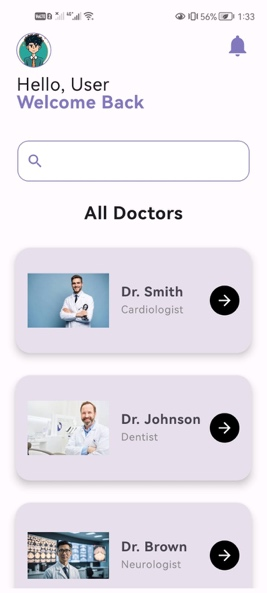 56%
1:33
Hello, User
Welcome Back
All Doctors
Dr. Smith
Cardiologist
Dr. Johnson
Dentist
Dr. Brown
Neurologist